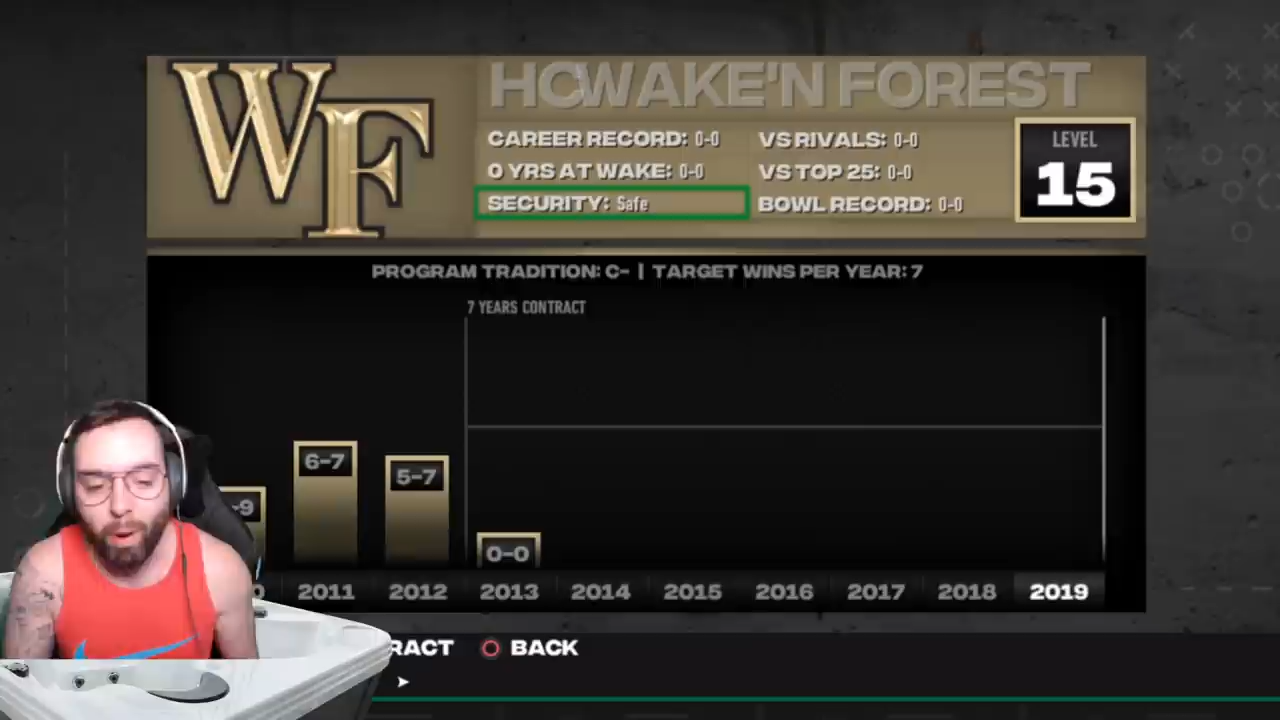 WF
HCWAKE'N FOREST
CAREER RECORD: 0-0
VS RIVALS: 0-0
0 YRS AT WAKE: 0-0
VS TOP 25: 0-0
SECURITY: Safe
BOWL RECORD: 0-0
LEVEL
15
PROGRAM TRADITION: C- | TARGET WINS PER YEAR: 7
7 YEARS CONTRACT
-9
6-7
5-7
0-0
0 2011 2012 2013 2014 2015 2016 2017 2018 2019
RACT
BACK